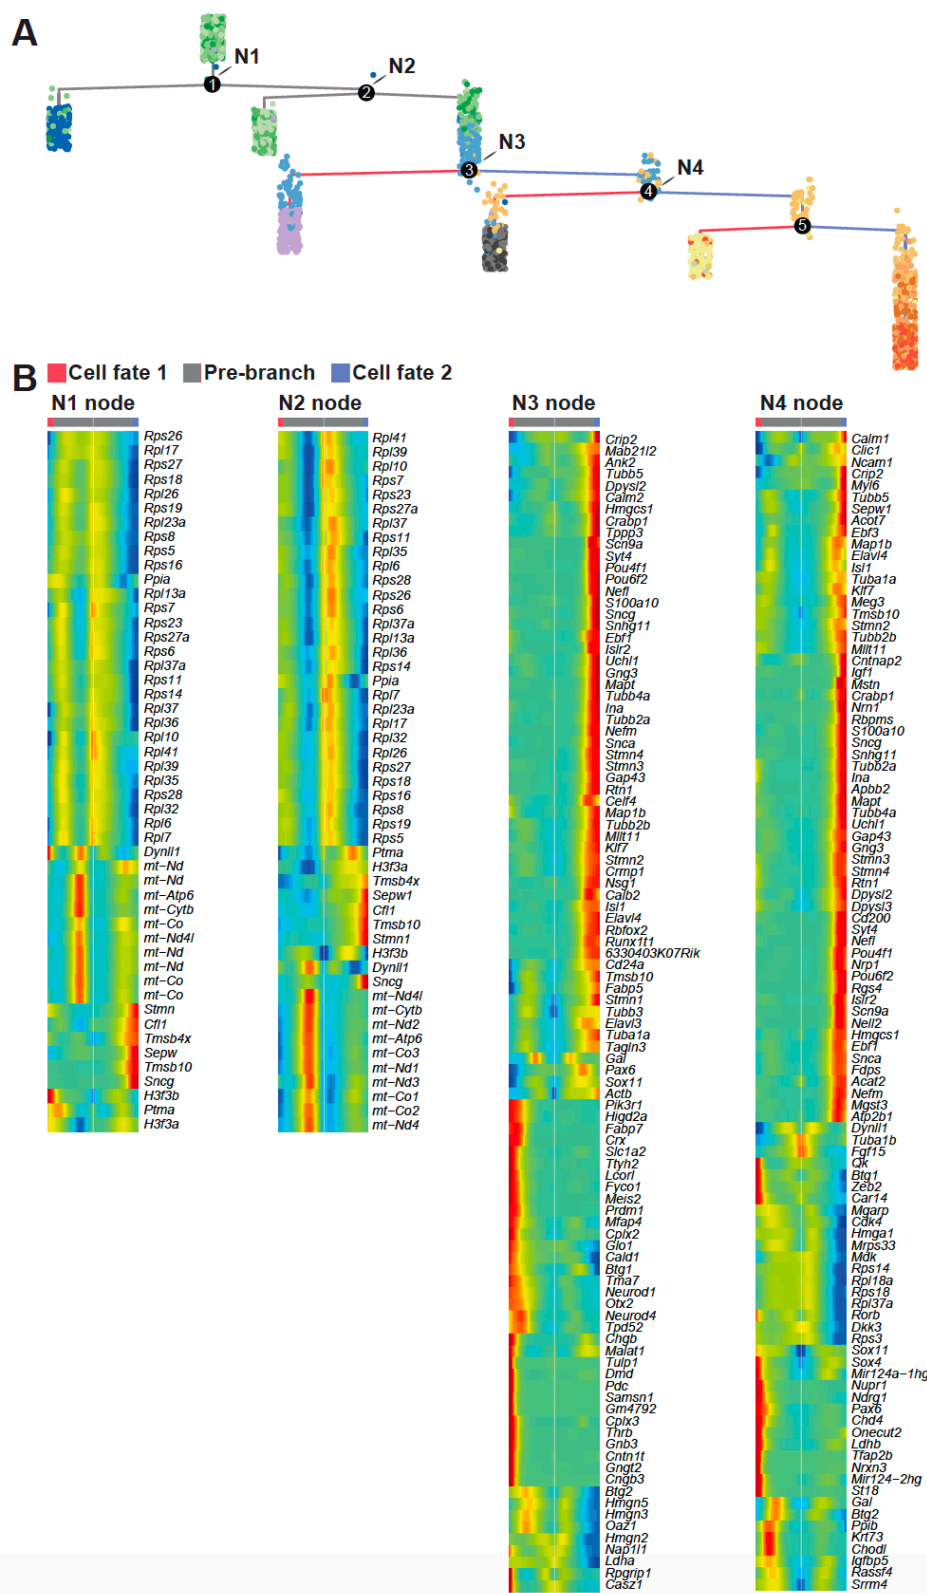 A
N1
N2
N3
N4
1
2
3
4
5
B
Cell fate 1
Pre-branch
Cell fate 2
N1 node
Rps26
Rpl17
Rps27
Rps18
Rpl26
Rps19
Rpl23a
Rps8
Rps5
Rps16
Ppia
Rpl13a
Rps7
Rps23
Rps27a
Rps6
Rpl37a
Rps11
Rps14
Rpl37
Rpl36
Rpl10
Rpl41
Rpl39
Rpl35
Rps28
Rpl32
Rpl6
Rpl7
Dynll1
mt-Nd
mt-Nd
mt-Atp6
mt-Cytb
mt-Co
mt-Nd4l
mt-Nd
mt-Nd
mt-Co
mt-Co
Stmn
Cfl1
Tmsb4x
Sepw
Tmsb10
Sncg
H3f3b
Ptma
H3f3a
N2 node
Rpl41
Rpl39
Rpl10
Rps7
Rps23
Rps27a
Rpl37
Rps11
Rpl35
Rpl6
Rps28
Rps26
Rps6
Rpl37a
Rpl13a
Rpl36
Rps14
Ppia
Rpl7
Rpl23a
Rpl17
Rpl32
Rpl26
Rps27
Rps18
Rps16
Rps8
Rps19
Rps5
Ptma
H3f3a
Tmsb4x
Sepw1
Cfl1
Tmsb10
Stmn1
H3f3b
Dynll1
Sncg
mt-Nd4l
mt-Cytb
mt-Nd2
mt-Atp6
mt-Co3
mt-Nd1
mt-Nd3
mt-Co1
mt-Co2
mt-Nd4
N3 node
Crip2
Mab21l2
Ank2
Tubb5
Dpysl2
Calm2
Hmgcs1
Crabp1
Tppp3
Scn9a
Syt4
Pou4f1
Pou6f2
Nefl
S100a10
Sncg
Snhg11
Ebf1
Islr2
Uchl1
Gng3
Mapt
Tubb4a
Ina
Tubb2a
Nefm
Snca
Stmn4
Stmn3
Gap43
Rtn1
Celf4
Map1b
Tubb2b
Mllt11
Klf7
Stmn2
Crmp1
Nsg1
Calb2
Isl1
Elavl4
Rbfox2
Runx1t1
6330403K07Rik
Cd24a
Tmsb10
Fabp5
Stmn1
Tubb3
Elavl3
Tuba1a
Tagln3
Gal
Pax6
Sox11
Actb
Pik3r1
Higd2a
Fabp7
Crx
Slc1a2
Ttyh2
Lcorl
Fyco1
Meis2
Prdm1
Mfap4
Cplx2
Glo1
Cald1
Btg1
Tma7
Neurod1
Otx2
Neurod4
Tpd52
Chgb
Malat1
Tulp1
Dmd
Pdc
Samsn1
Gm4792
Cplx3
Thrb
Gnb3
Cntn1t
Gngt2
Cngb3
Btg2
Hmgn5
Hmgn3
Oaz1
Hmgn2
Nap1l1
Ldha
Rpgrip1
Casz1
N4 node
Calm1
Clic1
Ncam1
Crip2
Myl6
Tubb5
Sepw1
Acot7
Ebf3
Map1b
Elavl4
Isl1
Tuba1a
Klf7
Meg3
Tmsb10
Stmn2
Tubb2b
Mllt11
Cntnap2
Igf1
Mstn
Crabp1
Nrn1
Rbpms
S100a10
Sncg
Snhg11
Tubb2a
Ina
Apbb2
Mapt
Tubb4a
Uchl1
Gap43
Gng3
Stmn3
Stmn4
Rtn1
Dpysl2
Dpysl3
Cd200
Syt4
Nefl
Pou4f1
Nrp1
Pou6f2
Rgs4
Islr2
Scn9a
Nell2
Hmgcs1
Ebf1
Snca
Fdps
Acat2
Nefm
Mgst3
Atp2b1
Dynll1
Tuba1b
Fgf15
Qk
Btg1
Zeb2
Car14
Mgarp
Cdk4
Hmga1
Mrps33
Mdk
Rps14
Rpl18a
Rps18
Rpl37a
Rorb
Dkk3
Rps3
Sox11
Sox4
Mir124a-1hg
Nupr1
Ndrg1
Pax6
Chd4
Onecut2
Ldhb
Tfap2b
Nrxn3
Mir124-2hg
St18
Gal
Btg2
Ppib
Krt73
Chodl
Igfbp5
Rassf4
Srrm4